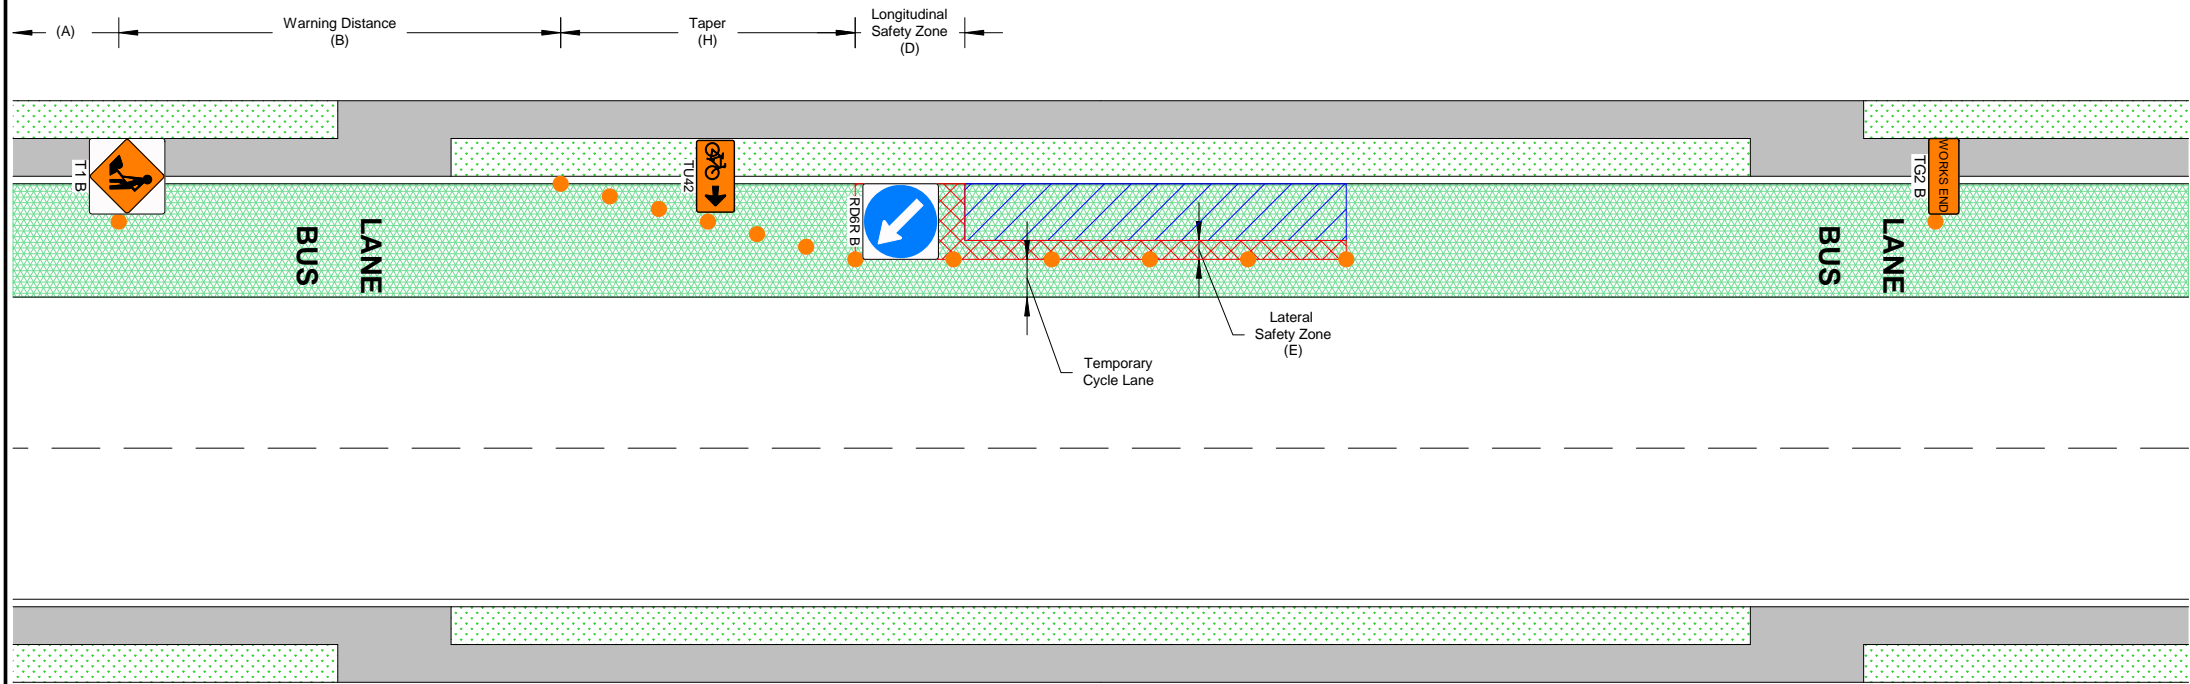 (A)
Warning Distance
(B)
Taper
(H)
Longitudinal
Safety Zone
(D)
T1 B
BUS
LANE
TU42
RD6R B
BUS
LANE
TG2 B
WORKS END
Lateral
Safety Zone
(E)
Temporary
Cycle Lane